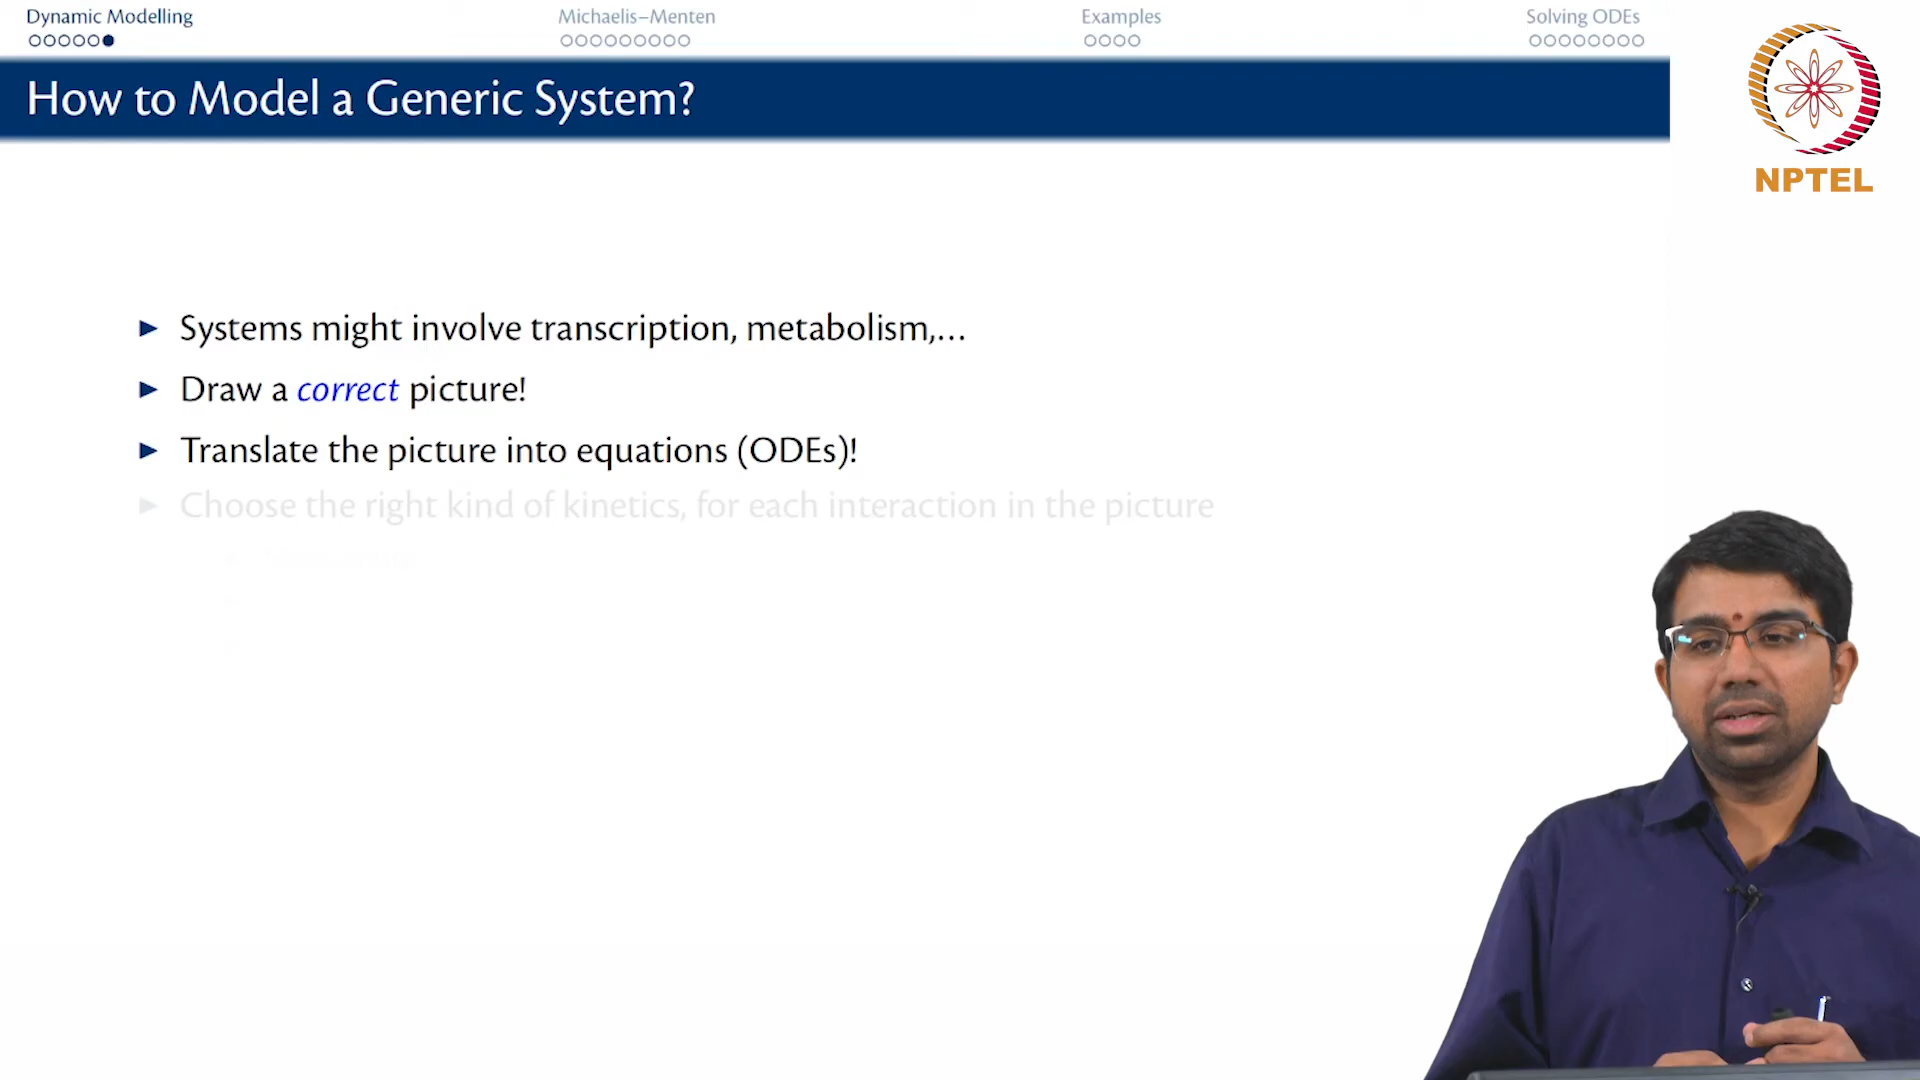 Dynamic Modelling
Michaelis–Menten
Examples
Solving ODEs
How to Model a Generic System?
NPTEL
Systems might involve transcription, metabolism,...
Draw a correct picture!
Translate the picture into equations (ODEs)!
Choose the right kind of kinetics, for each interaction in the picture